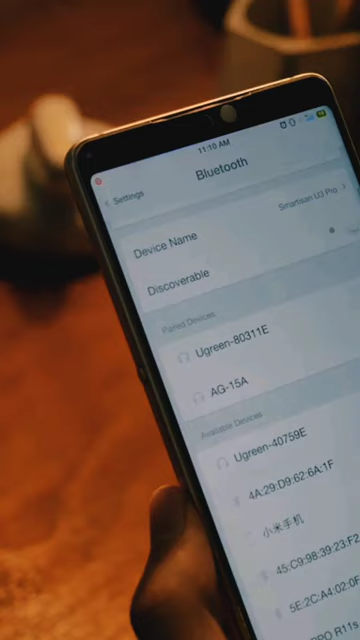 11:10 AM
Settings
Bluetooth
Device Name
Smartisan U3 Pro
Discoverable
Paired Devices
Ugreen-80311E
AG-15A
Available Devices
Ugreen-40759E
4A:29:D9:62:6A:1F
小米手机
45:C9:98:39:23:F2
5E:2C:A4:02:0F
R11s